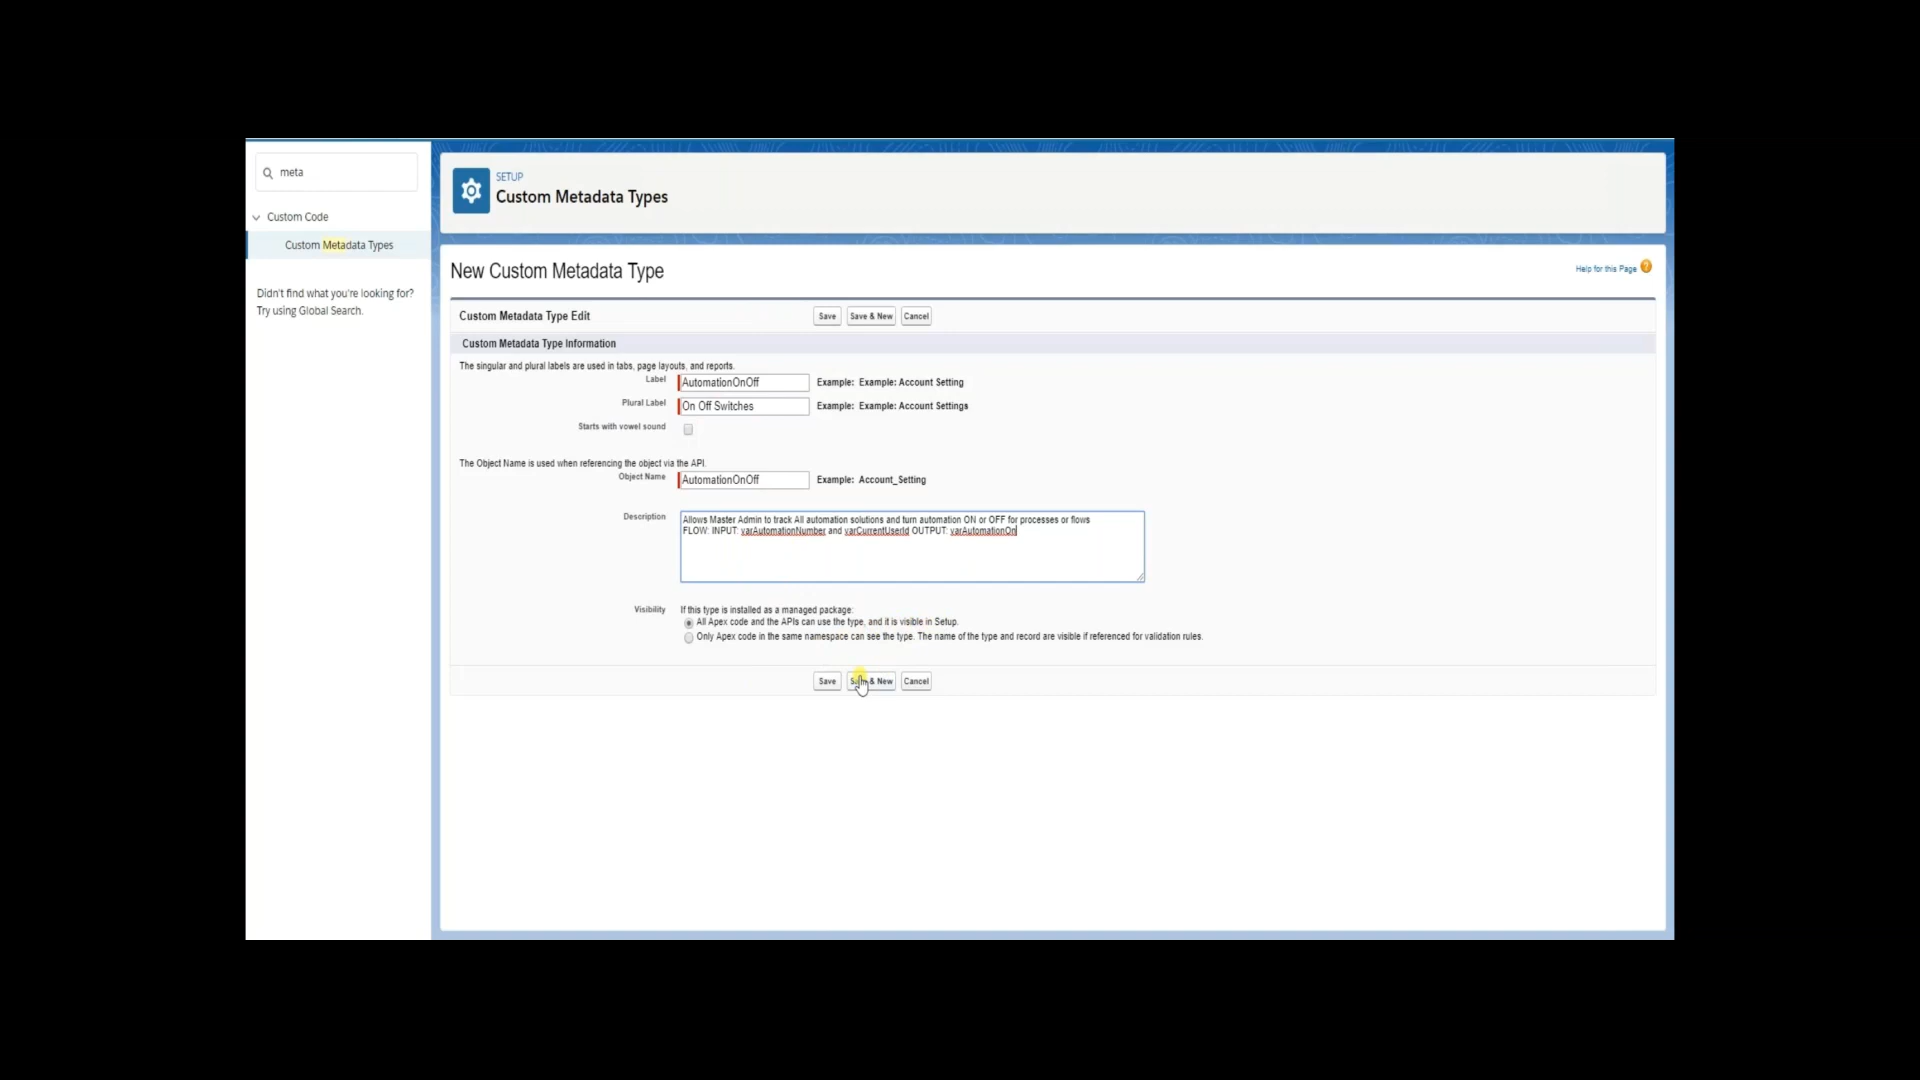 meta
Custom Code
Custom Metadata Types
Didn't find what you're looking for?
Try using Global Search.
SETUP
Custom Metadata Types
New Custom Metadata Type
Help for this Page ?
Custom Metadata Type Edit
Save Save & New Cancel
Custom Metadata Type Information
The singular and plural labels are used in tabs, page layouts, and reports.
Label AutomationOnOff Example: Example: Account Setting
Plural Label On Off Switches Example: Example: Account Settings
Starts with vowel sound
The Object Name is used when referencing the object via the API.
Object Name AutomationOnOff Example: Account_Setting
Description Allows Master Admin to track All automation solutions and turn automation ON or OFF for processes or flows
FLOW: INPUT: varAutomationNumber and varCurrentUserId OUTPUT: varAutomationOn
Visibility If this type is installed as a managed package:
All Apex code and the APIs can use the type, and it is visible in Setup.
Only Apex code in the same namespace can see the type. The name of the type and record are visible if referenced for validation rules.
Save Save & New Cancel